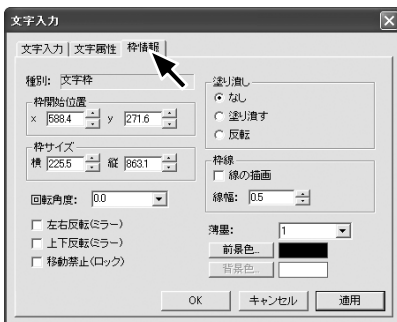 文字入力
文字入力 文字属性 枠情報
種別: 文字枠
枠開始位置
x 588.4 y 271.6
枠サイズ
横 225.5 縦 863.1
回転角度: 0.0
左右反転(ミラー)
上下反転(ミラー)
移動禁止(ロック)
塗り潰し
なし
塗り潰す
反転
枠線
線の描画
線幅: 0.5
薄墨: 1
前景色...
背景色...
OK キャンセル 適用